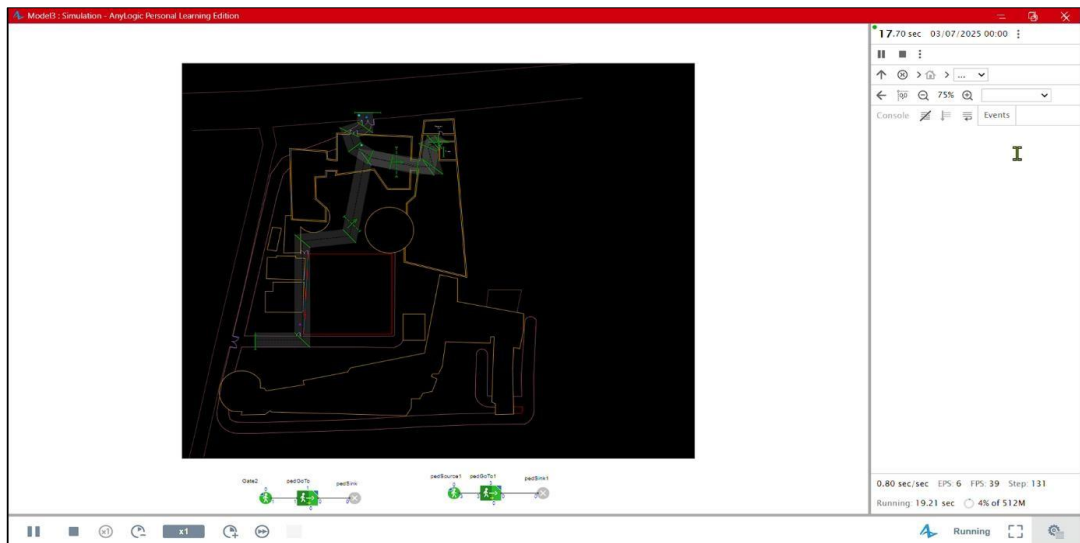 Model3 : Simulation - AnyLogic Personal Learning Edition
17.70 sec 03/07/2025 00:00
...
75%
Console Events
Gate2 pedGoTo pedSink
pedSource1 pedGoTo1 pedSink1
0.80 sec/sec EPS: 6 FPS: 39 Step: 131
Running: 19.21 sec 4% of 512M
x1 x1 Running